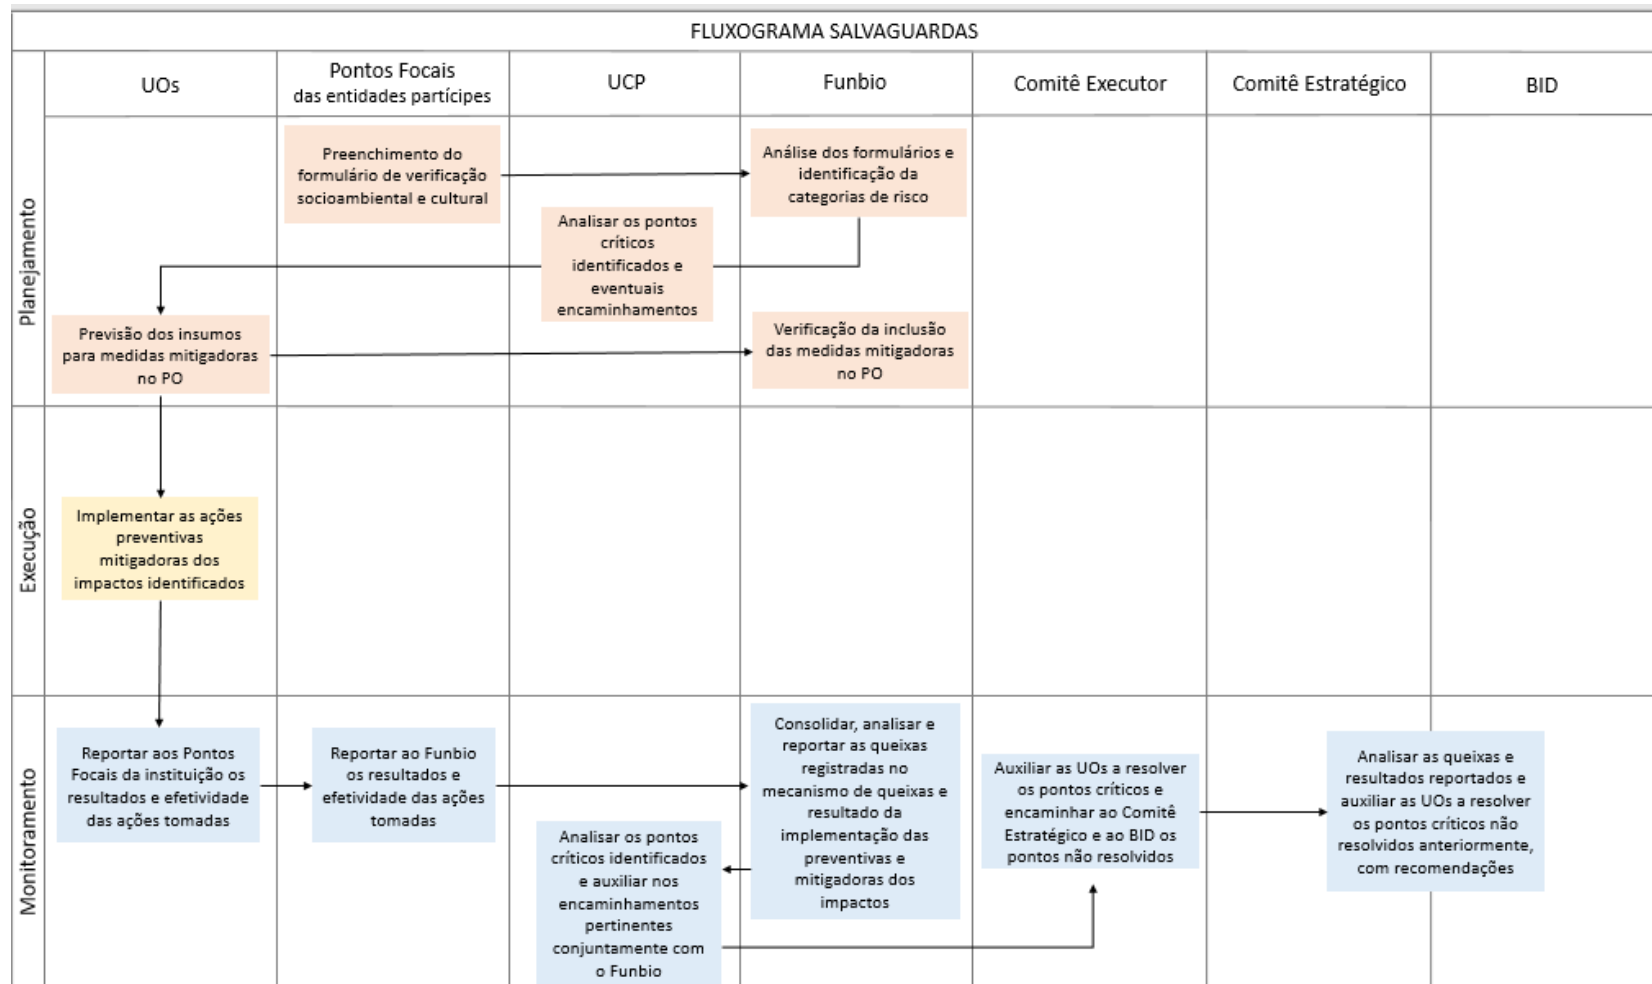 FLUXOGRAMA SALVAGUARDAS
UOs
Pontos Focais
das entidades partícipes
UCP
Funbio
Comitê Executor
Comitê Estratégico
BID
Planejamento
Preenchimento do
formulário de verificação
socioambiental e cultural
Análise dos formulários e
identificação da
categorias de risco
Analisar os pontos
críticos
identificados e
eventuais
encaminhamentos
Previsão dos insumos
para medidas mitigadoras
no PO
Verificação da inclusão
das medidas mitigadoras
no PO
Execução
Implementar as ações
preventivas
mitigadoras dos
impactos identificados
Monitoramento
Reportar aos Pontos
Focais da instituição os
resultados e efetividade
das ações tomadas
Reportar ao Funbio
os resultados e
efetividade das ações
tomadas
Consolidar, analisar e
reportar as queixas
registradas no
mecanismo de queixas e
resultado da
implementação das
preventivas e
mitigadoras dos
impactos
Analisar os pontos
críticos identificados
e auxiliar nos
encaminhamentos
pertinentes
conjuntamente com
o Funbio
Auxiliar as UOs a resolver
os pontos críticos e
encaminhar ao Comitê
Estratégico e ao BID os
pontos não resolvidos
Analisar as queixas e
resultados reportados e
auxiliar as UOs a resolver
os pontos críticos não
resolvidos anteriormente,
com recomendações